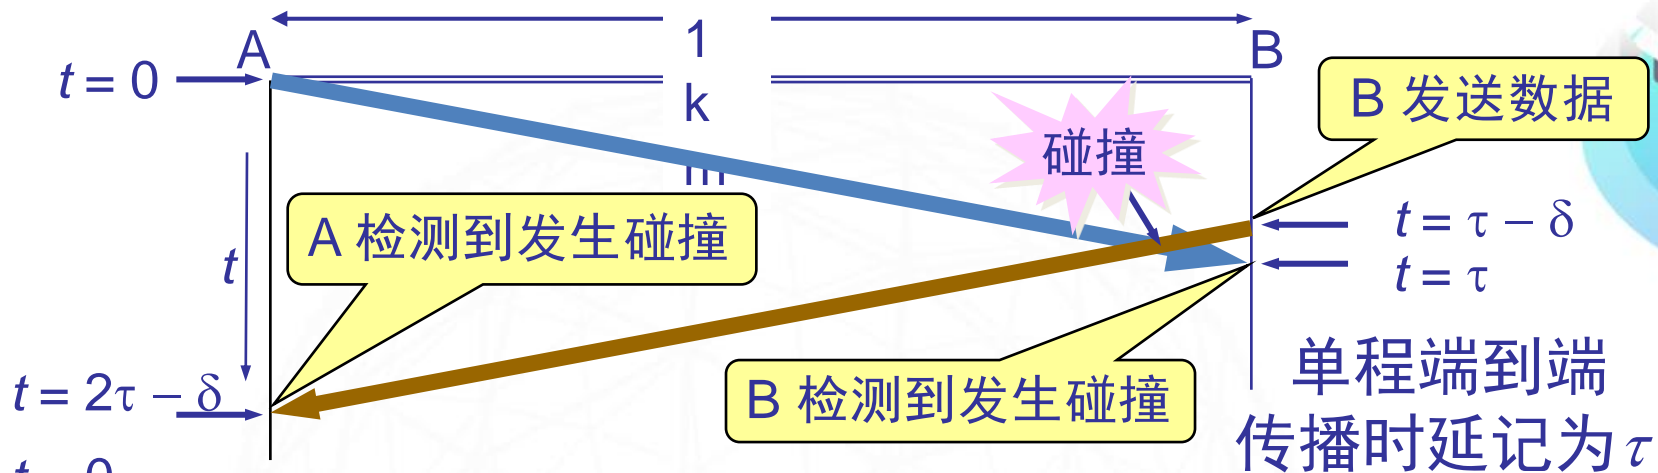 1
k
m
A
B
t = 0
B 发送数据
碰撞
A 检测到发生碰撞
t = τ − δ
t = τ
t
单程端到端
传播时延记为 τ
B 检测到发生碰撞
t = 2τ − δ
t = 0